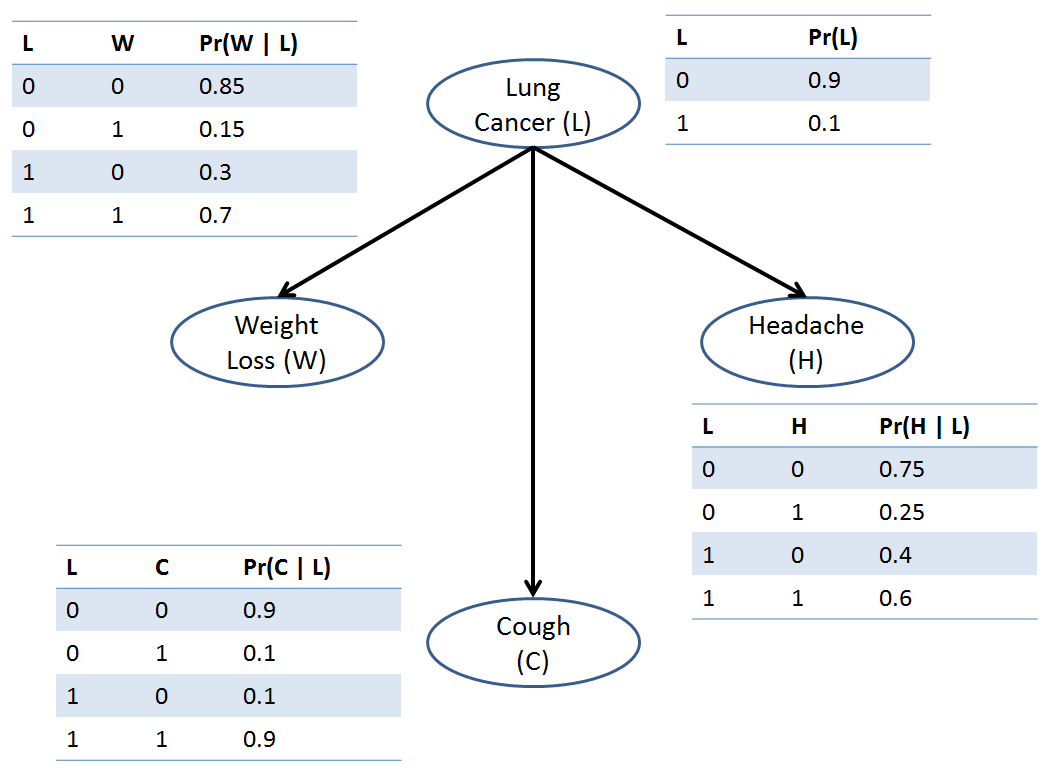 L W Pr(W | L)
0 0 0.85
0 1 0.15
1 0 0.3
1 1 0.7
Lung
Cancer (L)
L Pr(L)
0 0.9
1 0.1
Weight
Loss (W)
Headache
(H)
L H Pr(H | L)
0 0 0.75
0 1 0.25
1 0 0.4
1 1 0.6
L C Pr(C | L)
0 0 0.9
0 1 0.1
1 0 0.1
1 1 0.9
Cough
(C)